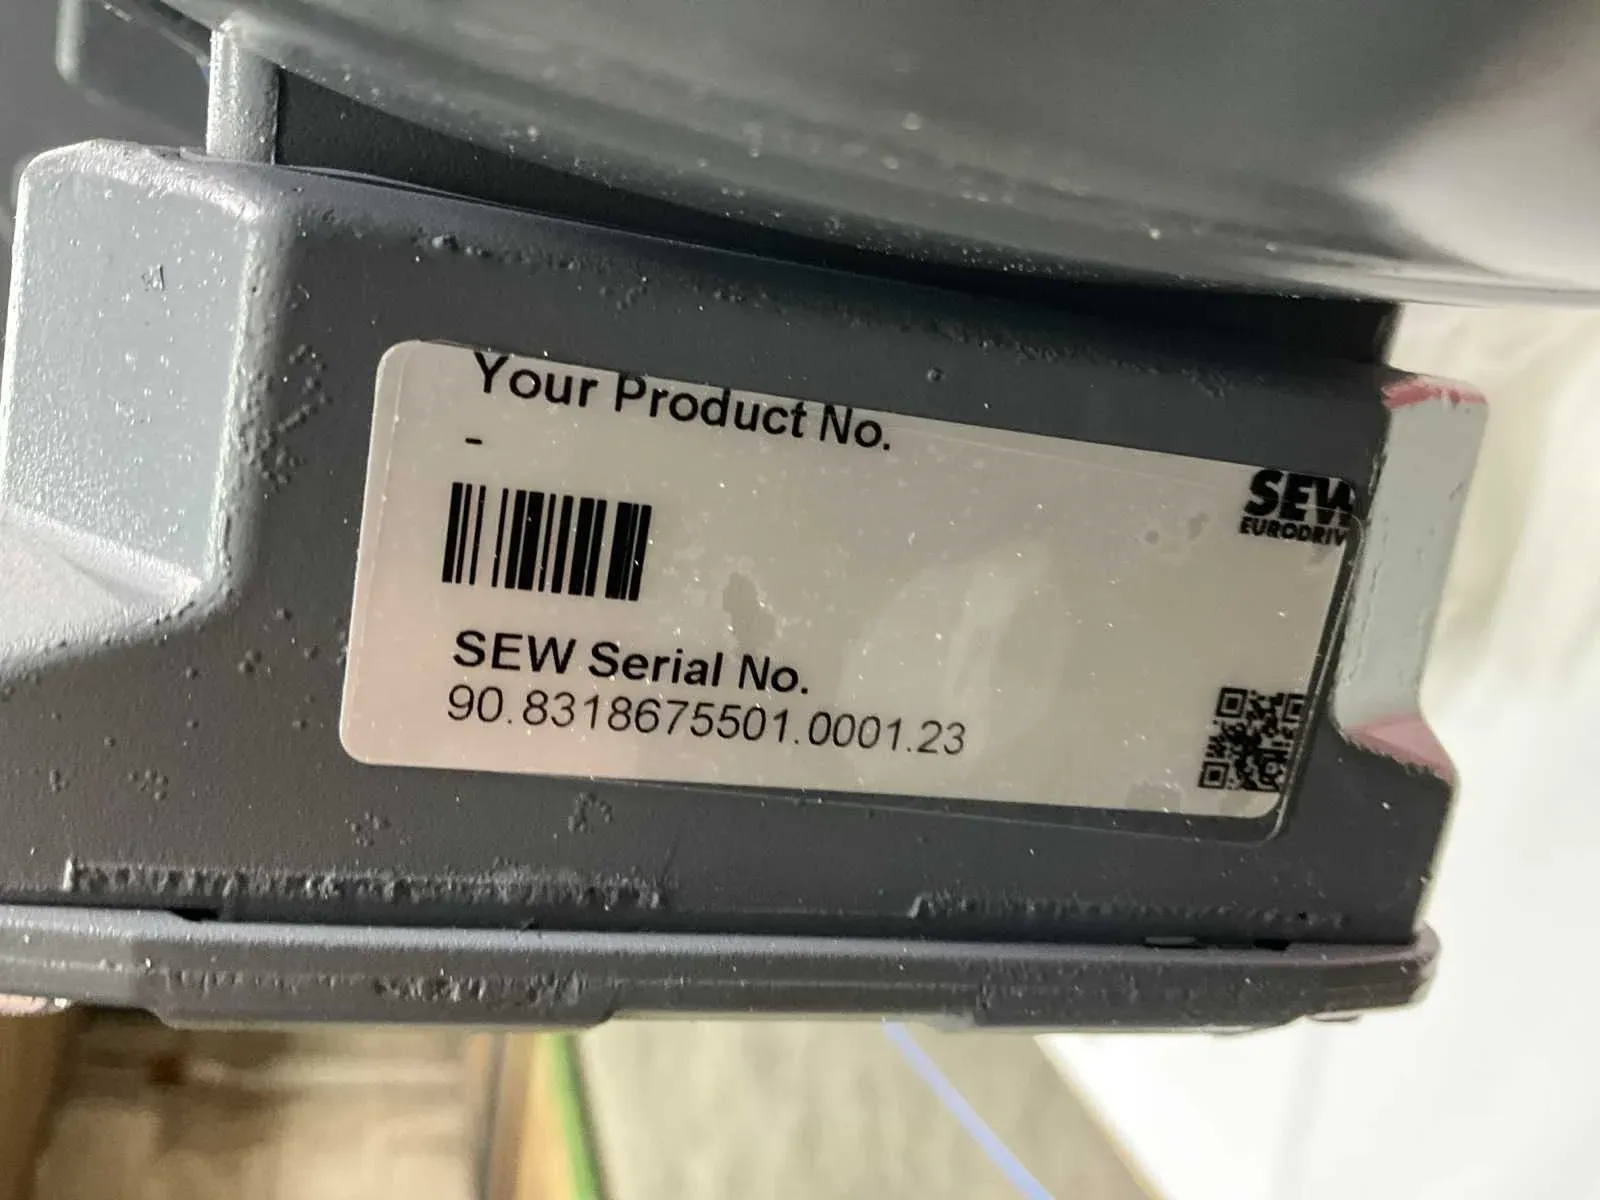 Your Product No.
-
SEW
EURODRIV
SEW Serial No.
90.8318675501.0001.23